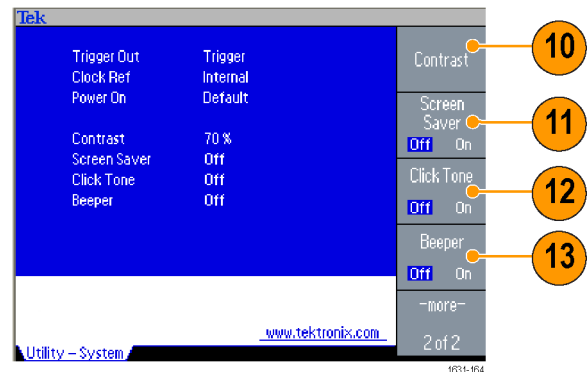 Tek
Trigger Out Trigger
Clock Ref Internal
Power On Default
Contrast 70 %
Screen Saver Off
Click Tone Off
Beeper Off
www.tektronix.com
Utility – System
Contrast
Screen
Saver
Off On
Click Tone
Off On
Beeper
Off On
-more-
2 of 2
10
11
12
13
1631-164